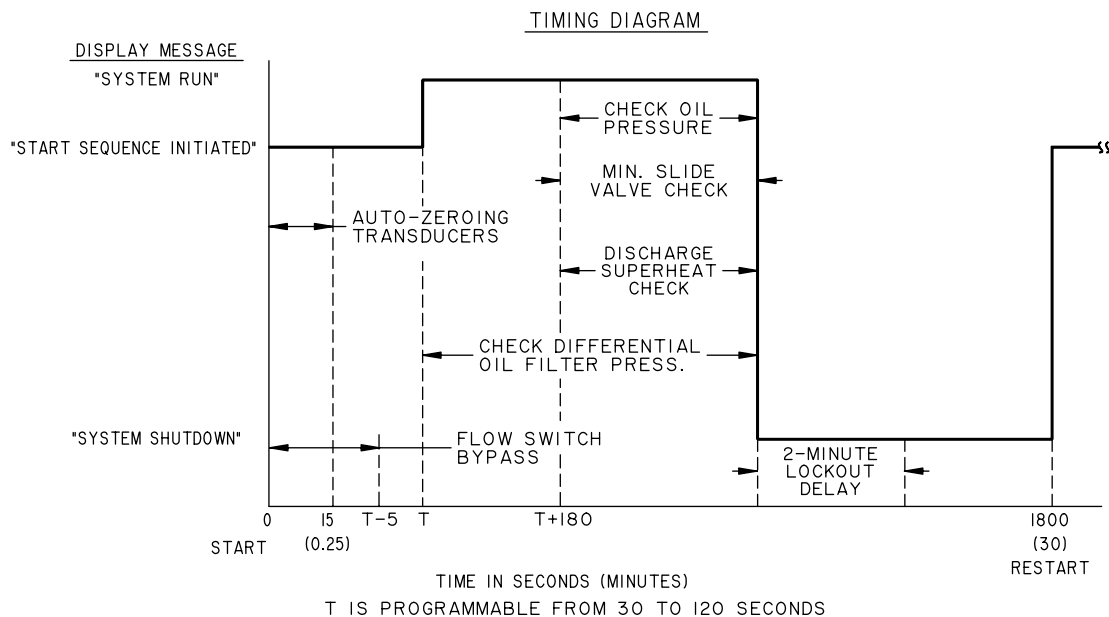 TIMING DIAGRAM
DISPLAY MESSAGE
"SYSTEM RUN"
CHECK OIL
PRESSURE
"START SEQUENCE INITIATED"
MIN. SLIDE
VALVE CHECK
AUTO-ZEROING
TRANSDUCERS
DISCHARGE
SUPERHEAT
CHECK
CHECK DIFFERENTIAL
OIL FILTER PRESS.
"SYSTEM SHUTDOWN"
FLOW SWITCH
BYPASS
2-MINUTE
LOCKOUT
DELAY
0 15 T-5 T T+180 1800
START (0.25) (30)
RESTART
TIME IN SECONDS (MINUTES)
T IS PROGRAMMABLE FROM 30 TO 120 SECONDS